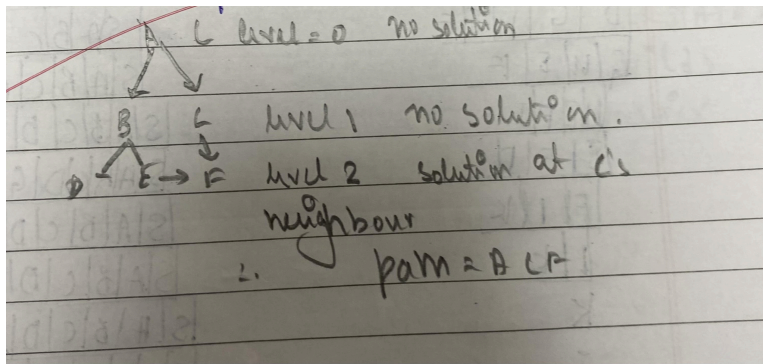 A L level = 0 no solution
B C level 1 no solution.
D E → F level 2 solution at C's
neighbour
∴ path = A C F